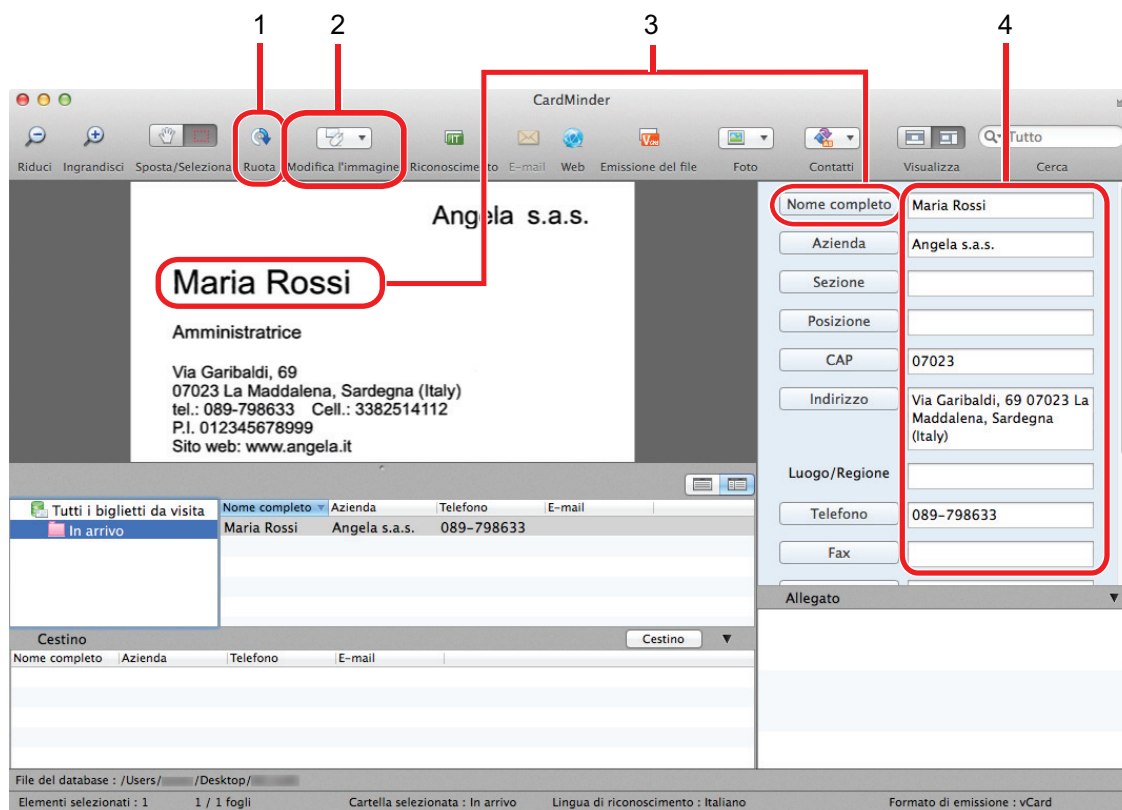 1 2 3 4
CardMinder
Tutto
Riduci Ingrandisci Sposta/Seleziona Ruota Modifica l'immagine Riconoscimento E-mail Web Emissione del file Foto Contatti Visualizza Cerca
Angela s.a.s.
Maria Rossi
Amministratrice
Via Garibaldi, 69
07023 La Maddalena, Sardegna (Italy)
tel.: 089-798633 Cell.: 3382514112
P.I. 012345678999
Sito web: www.angela.it
Nome completo Maria Rossi
Azienda Angela s.a.s.
Sezione
Posizione
CAP 07023
Indirizzo Via Garibaldi, 69 07023 La
Maddalena, Sardegna
(Italy)
Luogo/Regione
Telefono 089-798633
Fax
Allegato
Tutti i biglietti da visita
In arrivo
Nome completo Azienda Telefono E-mail
Maria Rossi Angela s.a.s. 089-798633
Cestino Cestino
Nome completo Azienda Telefono E-mail
File del database : /Users/ /Desktop/
Elementi selezionati : 1 1 / 1 fogli Cartella selezionata : In arrivo Lingua di riconoscimento : Italiano Formato di emissione : vCard